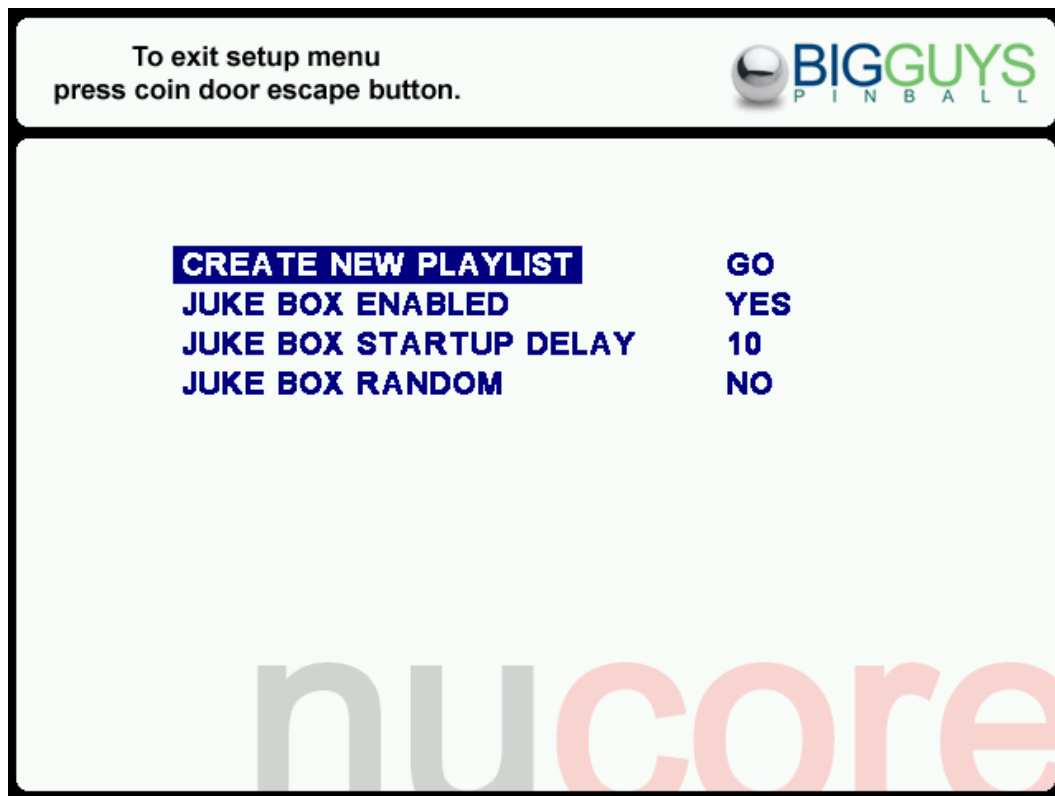 To exit setup menu
press coin door escape button.
BIGGUYS
PINBALL
CREATE NEW PLAYLIST GO
JUKE BOX ENABLED YES
JUKE BOX STARTUP DELAY 10
JUKE BOX RANDOM NO
nucore